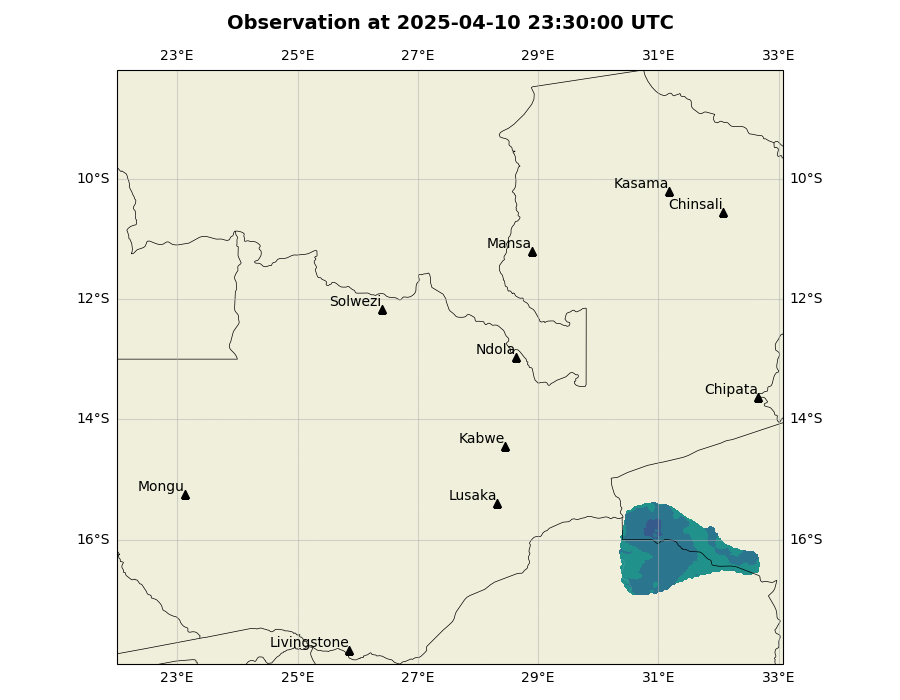 Observation at 2025-04-10 23:30:00 UTC
23°E 25°E 27°E 29°E 31°E 33°E
10°S 10°S
Kasama
Chinsali
Mansa
12°S 12°S
Solwezi
Ndola
Chipata
14°S 14°S
Kabwe
Mongu
Lusaka
16°S 16°S
Livingstone
23°E 25°E 27°E 29°E 31°E 33°E